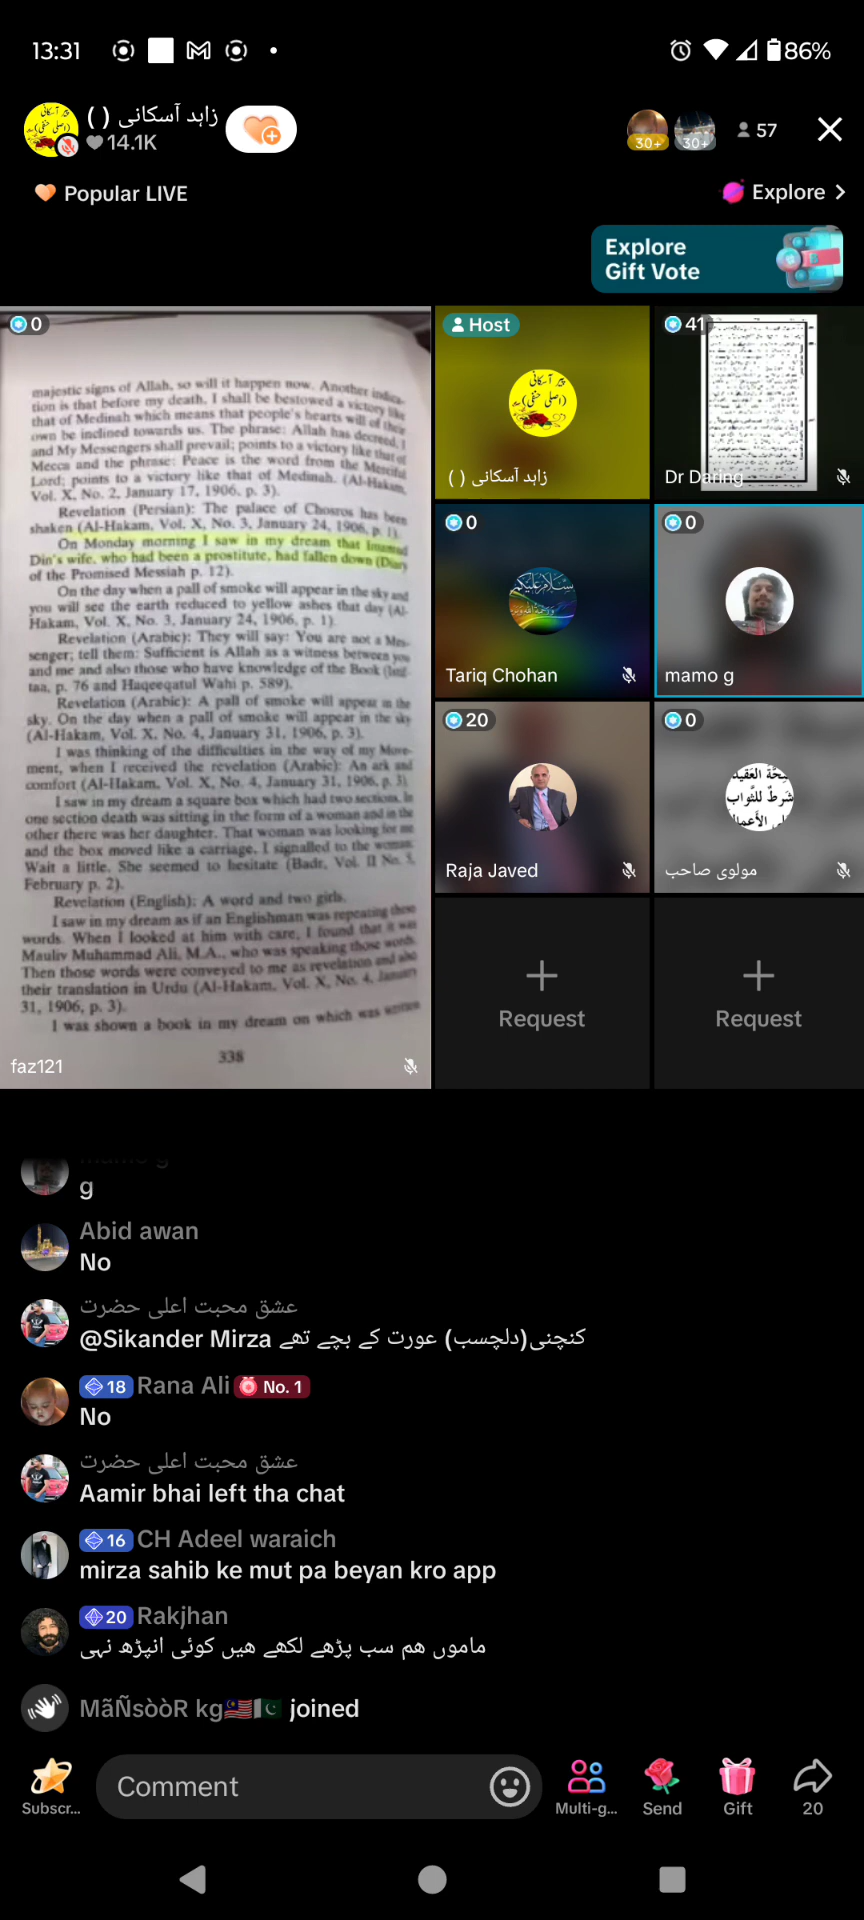 13:31
86%
زاہد آسکانی ( )
14.1K
30+
30+
57
Popular LIVE
Explore
Explore
Gift Vote
0
majestic signs of Allah, so will it happen now. Another indica-
tion is that before my death, I shall be bestowed a victory like
that of Medinah which means that people's hearts will of their
own be inclined towards us. The phrase: Allah has decreed, I
and My Messengers shall prevail; points to a victory like that of
Mecca and the phrase: Peace is the word from the Merciful
Lord; points to a victory like that of Medinah. (Al-Hakam,
Vol. X, No. 2, January 17, 1906, p. 3).
Revelation (Persian): The palace of Chosros has been
shaken (Al-Hakam, Vol. X, No. 3, January 24, 1906, p. 1).
On Monday morning I saw in my dream that Imamud
Din's wife, who had been a prostitute, had fallen down (Diary
of the Promised Messiah p. 12).
On the day when a pall of smoke will appear in the sky and
you will see the earth reduced to yellow ashes that day (Al-
Hakam, Vol. X, No. 3, January 24, 1906, p. 1).
Revelation (Arabic): They will say: You are not a Mes-
senger; tell them: Sufficient is Allah as a witness between you
and me and also those who have knowledge of the Book (Istif-
taa, p. 76 and Haqeeqatul Wahi p. 589).
Revelation (Arabic): A pall of smoke will appear in the
sky. On the day when a pall of smoke will appear in the sky
(Al-Hakam, Vol. X, No. 4, January 31, 1906, p. 3).
I was thinking of the difficulties in the way of my Move-
ment, when I received the revelation (Arabic): An ark and
comfort (Al-Hakam, Vol. X, No. 4, January 31, 1906, p. 3).
I saw in my dream a square box which had two sections. In
one section death was sitting in the form of a woman and in the
other there was her daughter. That woman was looking for me
and the box moved like a carriage. I signalled to the woman:
Wait a little. She seemed to hesitate (Badr, Vol. II No. 5,
February p. 2).
Revelation (English): A word and two girls.
I saw in my dream as if an Englishman was repeating these
words. When I looked at him with care, I found that it was
Mauliv Muhammad Ali, M.A., who was speaking those words.
Then those words were conveyed to me as revelation and also
their translation in Urdu (Al-Hakam, Vol. X, No. 4, January
31, 1906, p. 3).
I was shown a book in my dream on which was written
338
faz121
Host
پیر آسکانی
(اصلی حنفی)
زاہد آسکانی ( )
41
Dr Daring
0
Tariq Chohan
0
mamo g
20
Raja Javed
0
شرطٌ للثواب
مولوی صاحب
Request
Request
g
Abid awan
No
عشق محبت اعلی حضرت
@Sikander Mirza کنچنی(دلچسب) عورت کے بچے تھے
18 Rana Ali No. 1
No
عشق محبت اعلی حضرت
Aamir bhai left tha chat
16 CH Adeel waraich
mirza sahib ke mut pa beyan kro app
20 Rakjhan
ماموں ھم سب پڑھے لکھے ھیں کوئی انپڑھ نہی
MãÑsòòR kg🇲🇾🇵🇰 joined
Subscr...
Comment
Multi-g...
Send
Gift
20